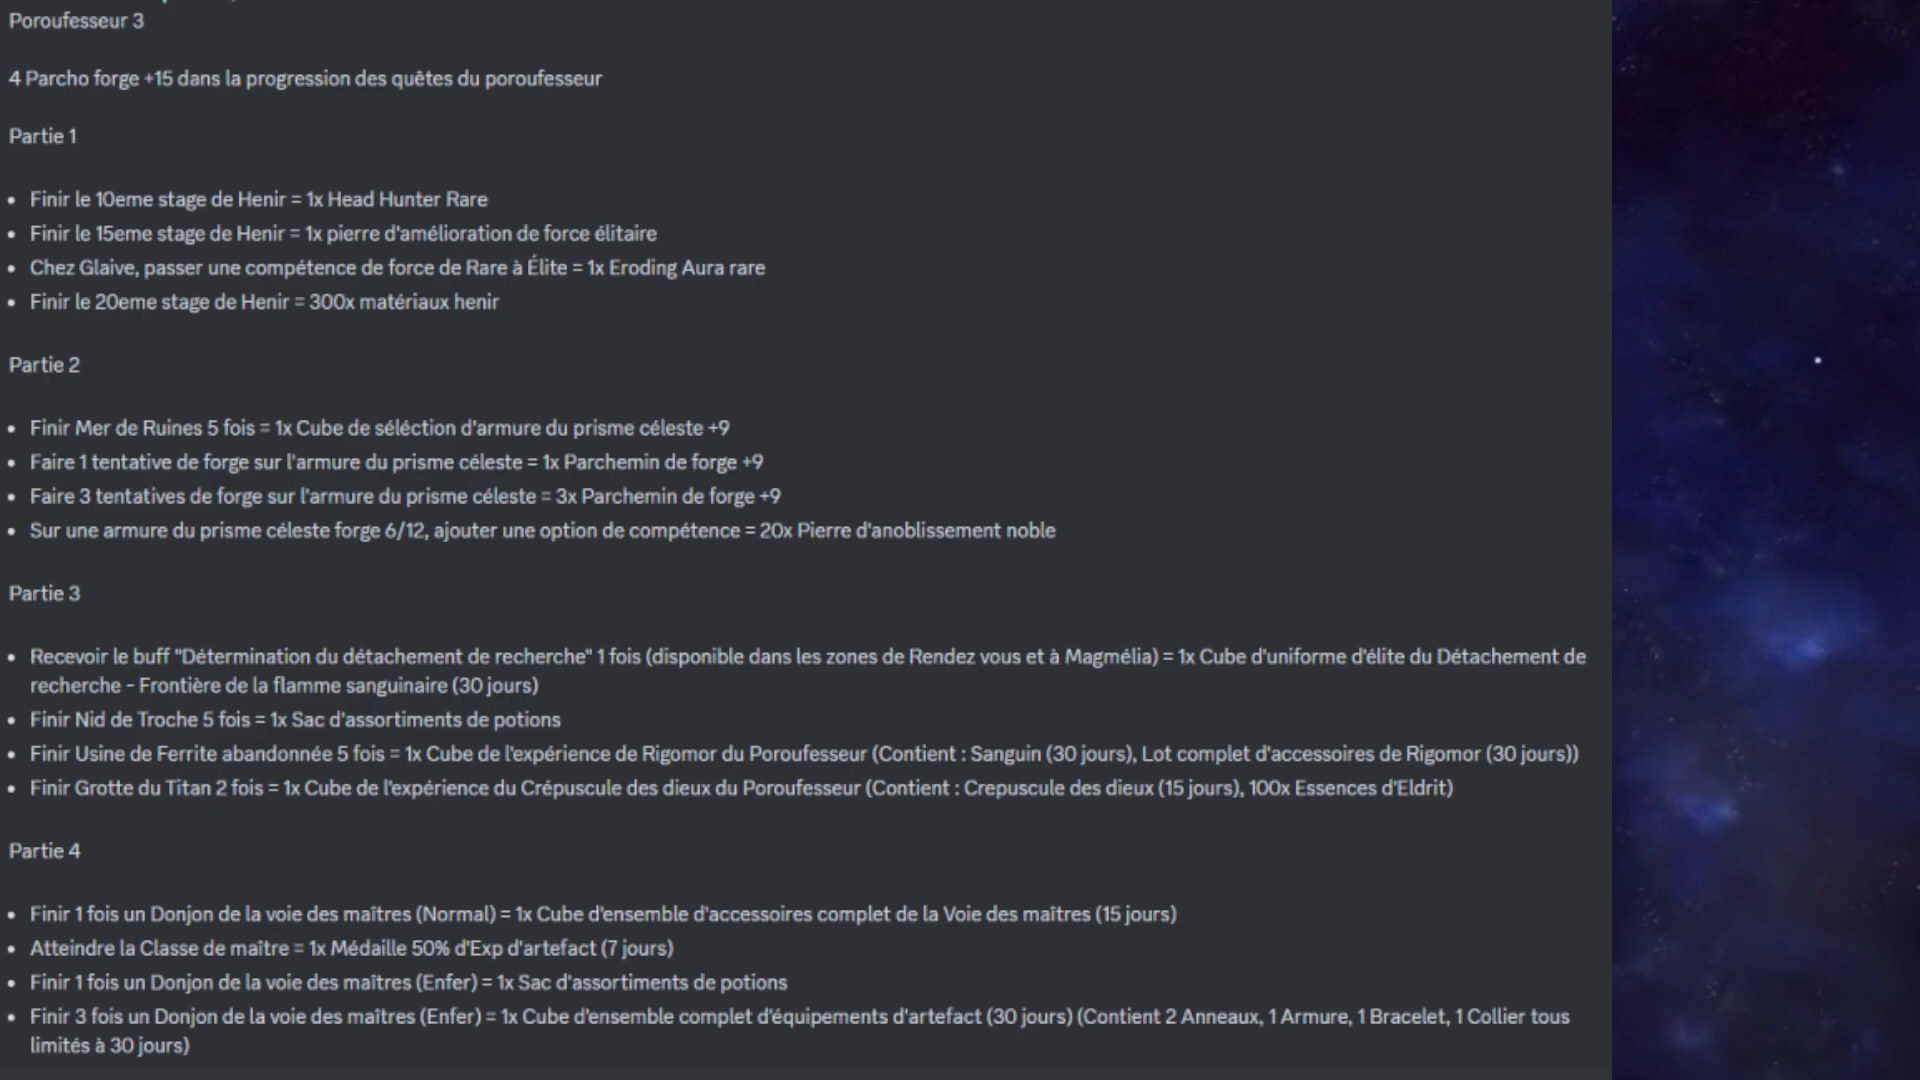 Poroufesseur 3
4 Parcho forge +15 dans la progression des quêtes du poroufesseur
Partie 1
• Finir le 10eme stage de Henir = 1x Head Hunter Rare
• Finir le 15eme stage de Henir = 1x pierre d'amélioration de force élitaire
• Chez Glaive, passer une compétence de force de Rare à Élite = 1x Eroding Aura rare
• Finir le 20eme stage de Henir = 300x matériaux henir
Partie 2
• Finir Mer de Ruines 5 fois = 1x Cube de séléction d'armure du prisme céleste +9
• Faire 1 tentative de forge sur l'armure du prisme céleste = 1x Parchemin de forge +9
• Faire 3 tentatives de forge sur l'armure du prisme céleste = 3x Parchemin de forge +9
• Sur une armure du prisme céleste forge 6/12, ajouter une option de compétence = 20x Pierre d'anoblissement noble
Partie 3
• Recevoir le buff "Détermination du détachement de recherche" 1 fois (disponible dans les zones de Rendez vous et à Magmélia) = 1x Cube d'uniforme d'élite du Détachement de
recherche - Frontière de la flamme sanguinaire (30 jours)
• Finir Nid de Troche 5 fois = 1x Sac d'assortiments de potions
• Finir Usine de Ferrite abandonnée 5 fois = 1x Cube de l'expérience de Rigomor du Poroufesseur (Contient : Sanguin (30 jours), Lot complet d'accessoires de Rigomor (30 jours))
• Finir Grotte du Titan 2 fois = 1x Cube de l'expérience du Crépuscule des dieux du Poroufesseur (Contient : Crepuscule des dieux (15 jours), 100x Essences d'Eldrit)
Partie 4
• Finir 1 fois un Donjon de la voie des maîtres (Normal) = 1x Cube d'ensemble d'accessoires complet de la Voie des maîtres (15 jours)
• Atteindre la Classe de maître = 1x Médaille 50% d'Exp d'artefact (7 jours)
• Finir 1 fois un Donjon de la voie des maîtres (Enfer) = 1x Sac d'assortiments de potions
• Finir 3 fois un Donjon de la voie des maîtres (Enfer) = 1x Cube d'ensemble complet d'équipements d'artefact (30 jours) (Contient 2 Anneaux, 1 Armure, 1 Bracelet, 1 Collier tous
limités à 30 jours)